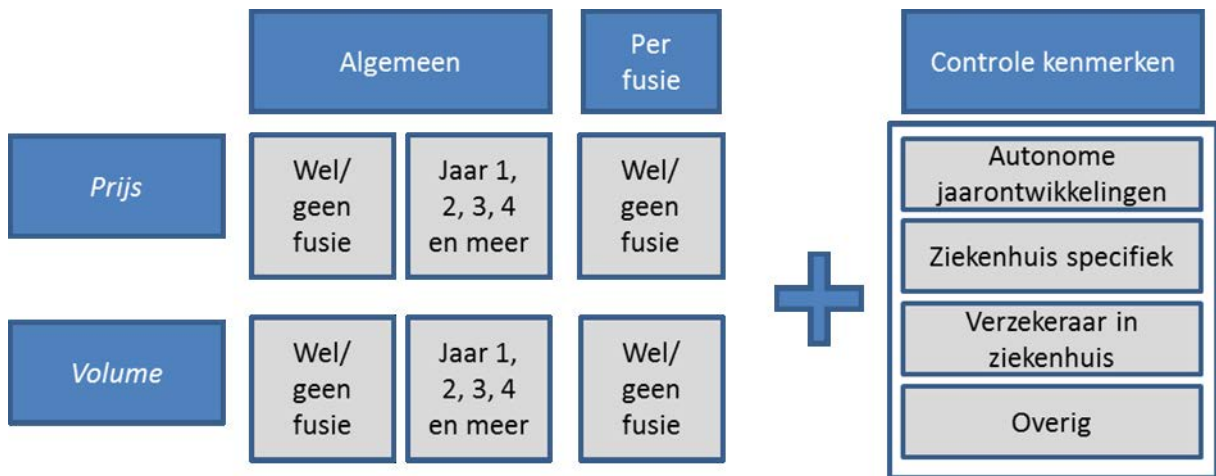 Algemeen
Per
fusie
Controle kenmerken
Prijs
Wel/
geen
fusie
Jaar 1,
2, 3, 4
en meer
Wel/
geen
fusie
Volume
Wel/
geen
fusie
Jaar 1,
2, 3, 4
en meer
Wel/
geen
fusie
Autonome
jaarontwikkelingen
Ziekenhuis specifiek
Verzekeraar in
ziekenhuis
Overig